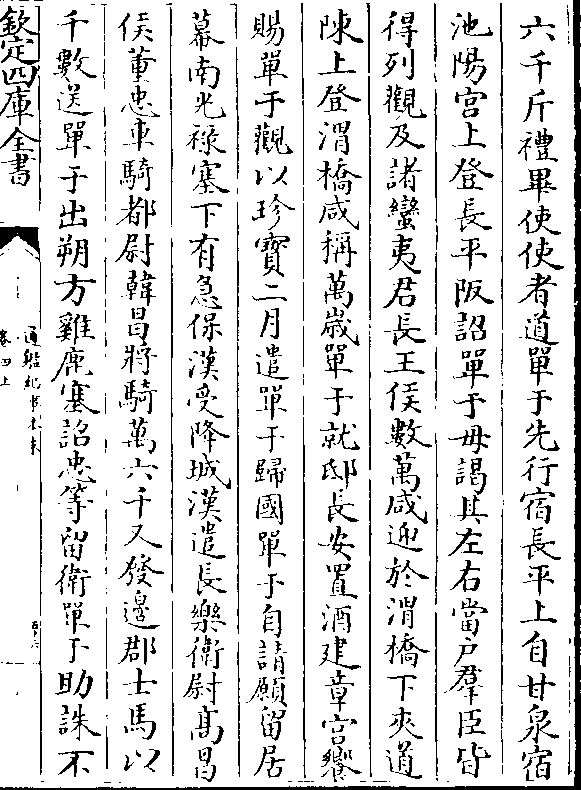 六千斤禮畢使使者道單于先行宿長平上自甘泉宿
池陽宮上登長平阪詔單于毋謁其左右當戶羣臣皆
得列觀及諸蠻夷君長王侯數萬咸迎於渭橋下夾道
陳上登渭橋咸稱萬歲單于就邸長安置酒建章宮饗
賜單于觀以珍寶二月遣單于歸國單于自請願留居
幕南光祿塞下有急保漢受降城漢遣長樂衛尉髙昌
侯董忠車騎都尉韓昌將騎萬六千又發邊郡士馬以
千數送單于出朔方雞鹿塞詔忠等留衛單于助誅不
欽定四庫全書
通鑑紀事本末
卷四上